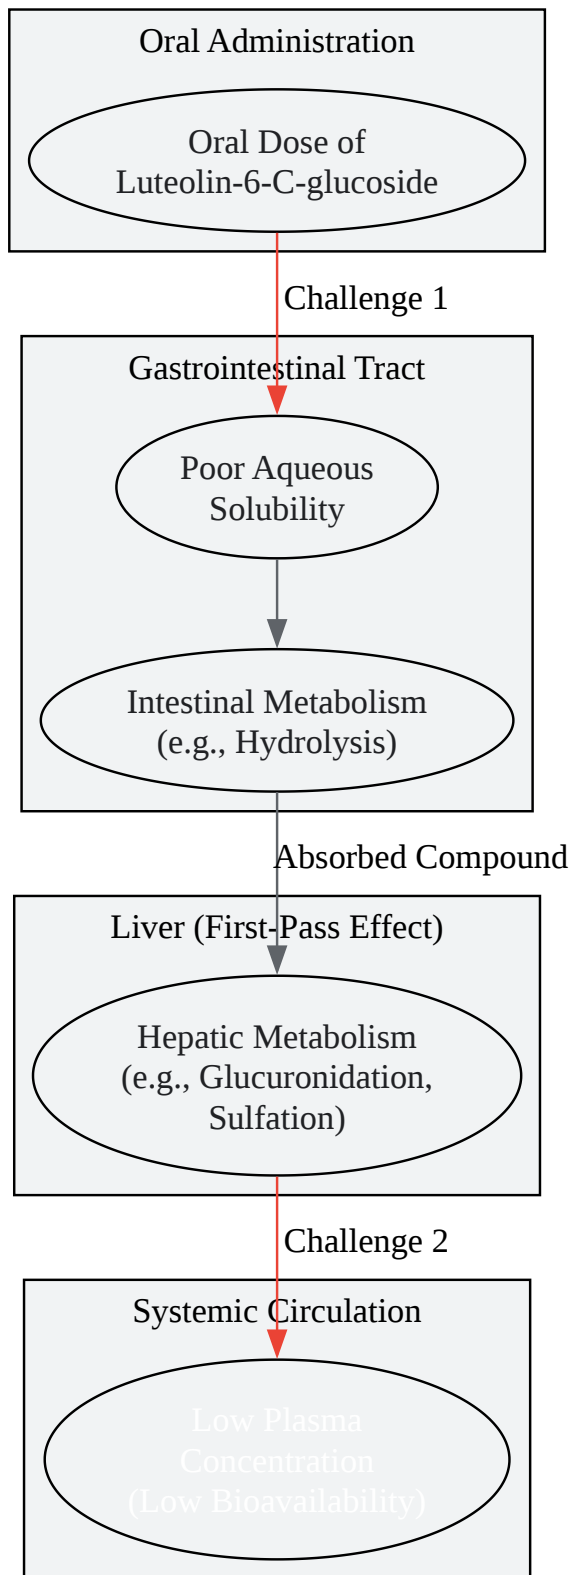 Oral Administration
Oral Dose of
Luteolin-6-C-glucoside
Challenge 1
Gastrointestinal Tract
Poor Aqueous
Solubility
Intestinal Metabolism
(e.g., Hydrolysis)
Absorbed Compound
Liver (First-Pass Effect)
Hepatic Metabolism
(e.g., Glucuronidation,
Sulfation)
Challenge 2
Systemic Circulation
Low Plasma
Concentration
(Low Bioavailability)